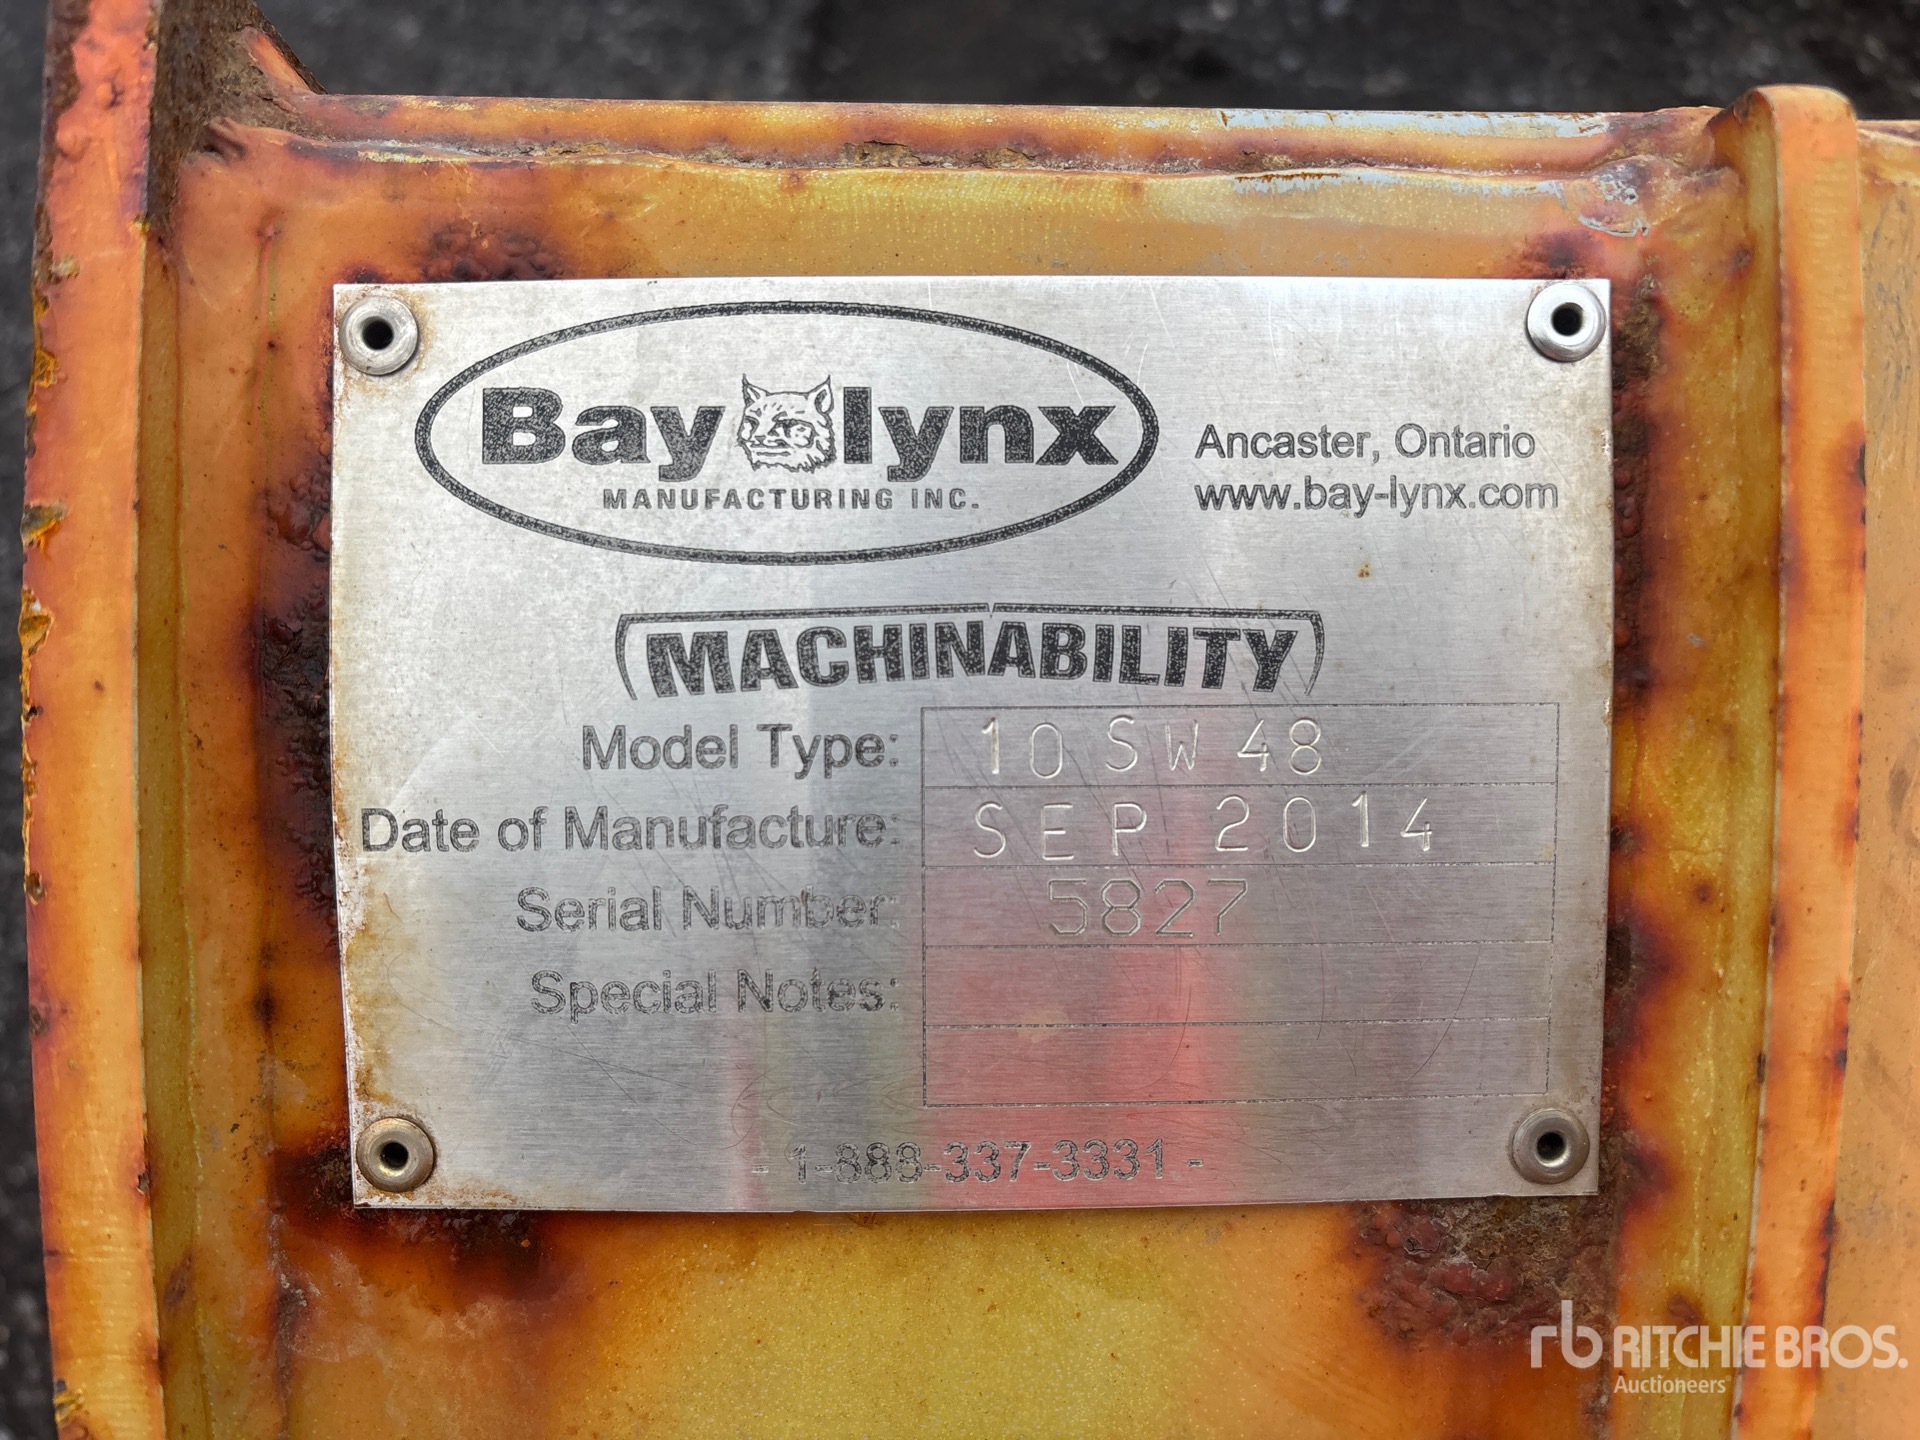 Bay lynx
MANUFACTURING INC.
Ancaster, Ontario
www.bay-lynx.com
MACHINABILITY
Model Type: 10 SW 48
Date of Manufacture: SEP 2014
Serial Number: 5827
Special Notes:
- 1-888-337-3331 -
rb RITCHIE BROS.
Auctioneers